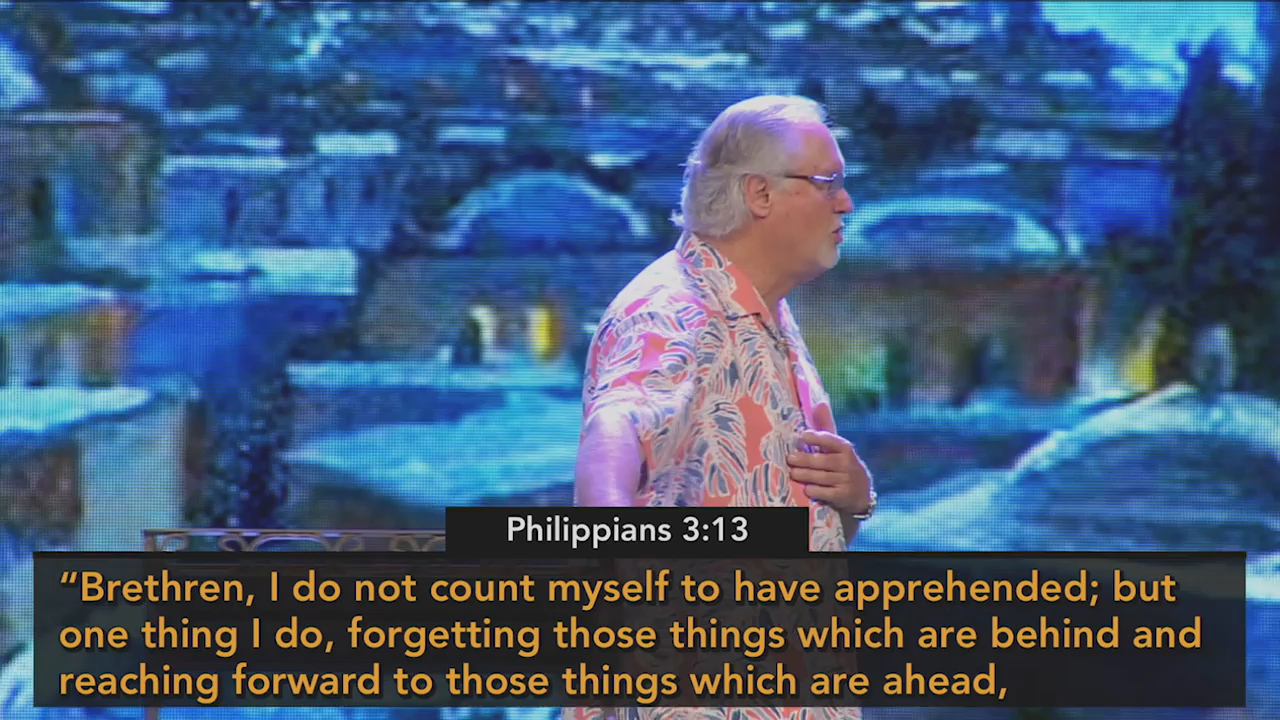 Philippians 3:13
“Brethren, I do not count myself to have apprehended; but
one thing I do, forgetting those things which are behind and
reaching forward to those things which are ahead,